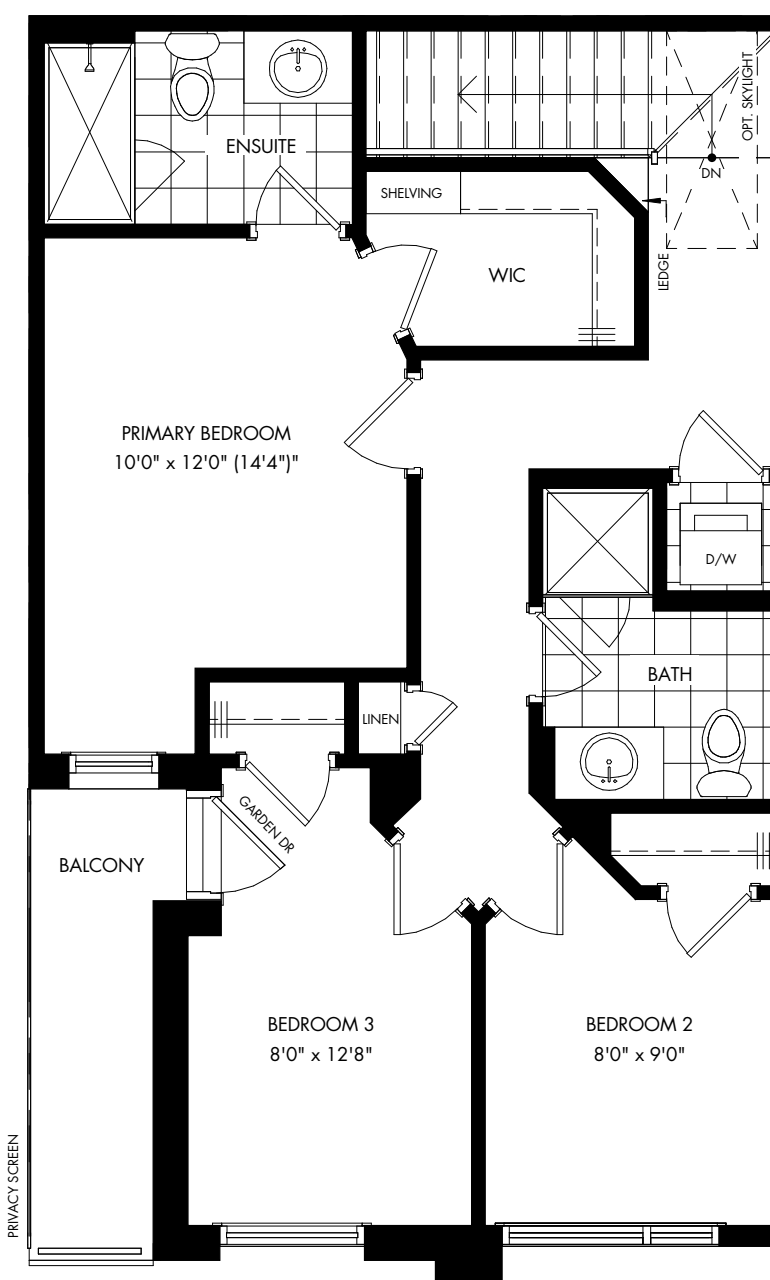 ENSUITE
OPT. SKYLIGHT
DN
SHELVING
LEDGE
WIC
PRIMARY BEDROOM
10'0" x 12'0" (14'4")"
D/W
BATH
LINEN
GARDEN DR
BALCONY
BEDROOM 3
8'0" x 12'8"
BEDROOM 2
8'0" x 9'0"
PRIVACY SCREEN